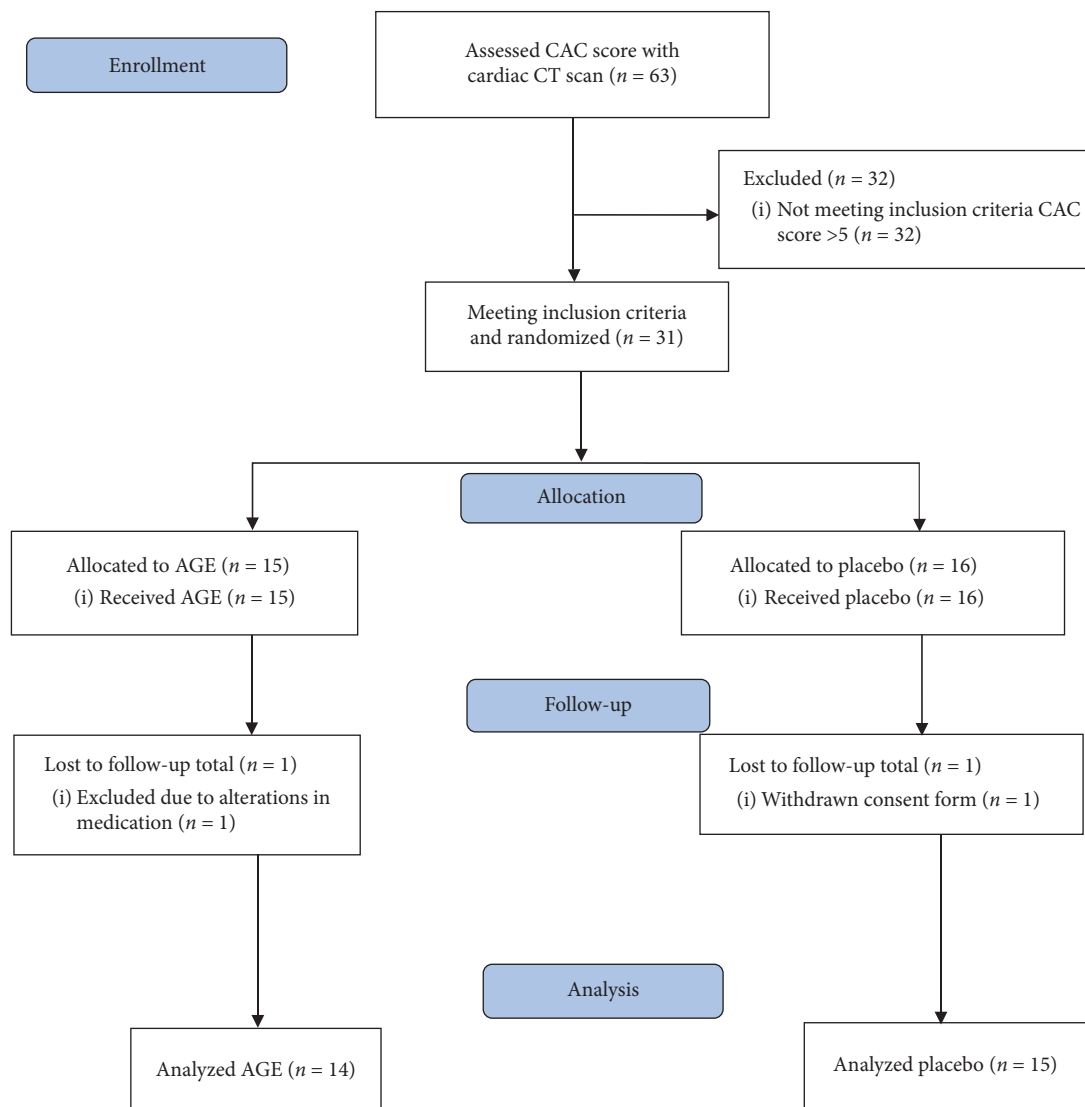 Enrollment
Assessed CAC score with
cardiac CT scan (n = 63)
Excluded (n = 32)
(i) Not meeting inclusion criteria CAC
score >5 (n = 32)
Meeting inclusion criteria
and randomized (n = 31)
Allocation
Allocated to AGE (n = 15)
(i) Received AGE (n = 15)
Allocated to placebo (n = 16)
(i) Received placebo (n = 16)
Follow-up
Lost to follow-up total (n = 1)
(i) Excluded due to alterations in
medication (n = 1)
Lost to follow-up total (n = 1)
(i) Withdrawn consent form (n = 1)
Analysis
Analyzed AGE (n = 14)
Analyzed placebo (n = 15)